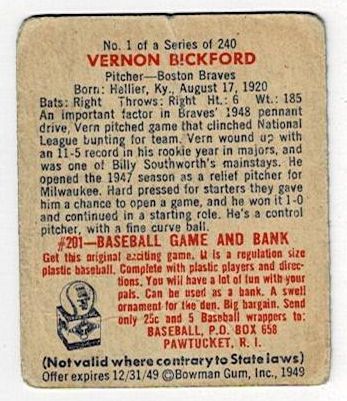 No. 1 of a Series of 240
VERNON BICKFORD
Pitcher—Boston Braves
Born: Hellier, Ky., August 17, 1920
Bats: Right Throws: Right Ht.: 6 Wt.: 185
An important factor in Braves' 1948 pennant
drive, Vern pitched game that clinched National
League bunting for team. Vern wound up with
an 11-5 record in his rookie year in majors, and
was one of Billy Southworth's mainstays. He
opened the 1947 season as a relief pitcher for
Milwaukee. Hard pressed for starters they gave
him a chance to open a game, and he won it 1-0
and continued in a starting role. He's a control
pitcher, with a fine curve ball.
#201—BASEBALL GAME AND BANK
Get this original exciting game. It is a regulation size
plastic baseball. Complete with plastic players and direc-
tions. You will have a lot of fun with your
pals. Can be used as a bank. A swell
ornament for the den. Big bargain. Send
only 25c and 5 Baseball wrappers to:
BASEBALL, P.O. BOX 658
PAWTUCKET, R. I.
(Not valid where contrary to State laws)
Offer expires 12/31/49 ©Bowman Gum, Inc., 1949